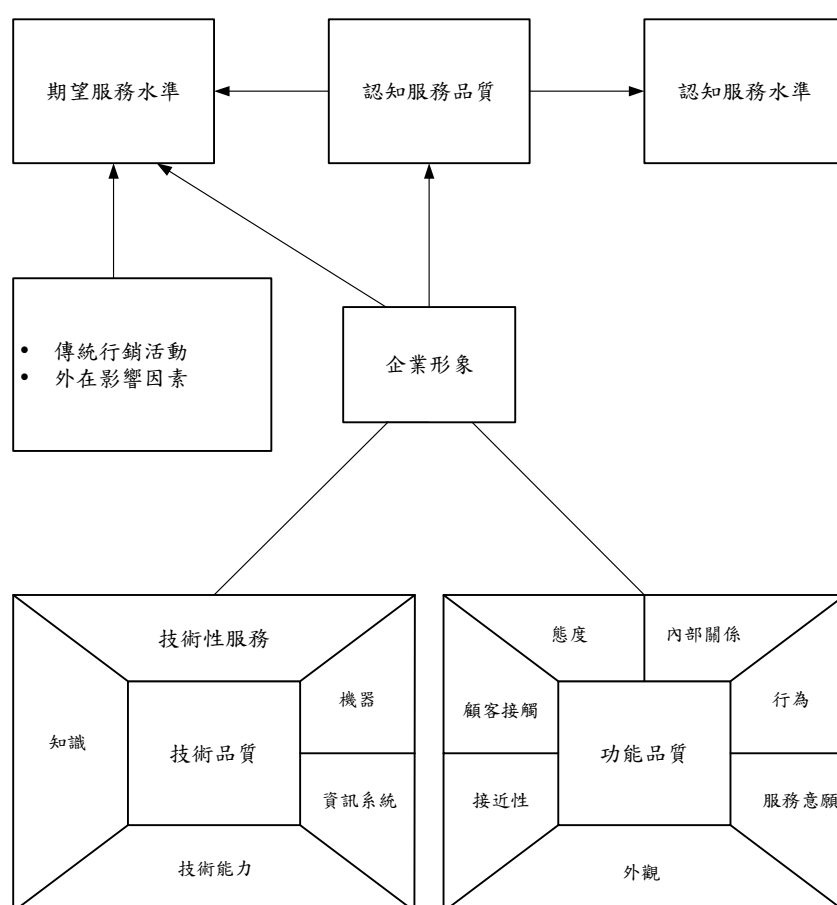 期望服務水準
認知服務品質
認知服務水準
• 傳統行銷活動
• 外在影響因素
企業形象
技術性服務
知識
技術品質
機器
資訊系統
技術能力
態度
內部關係
顧客接觸
行為
功能品質
接近性
服務意願
外觀